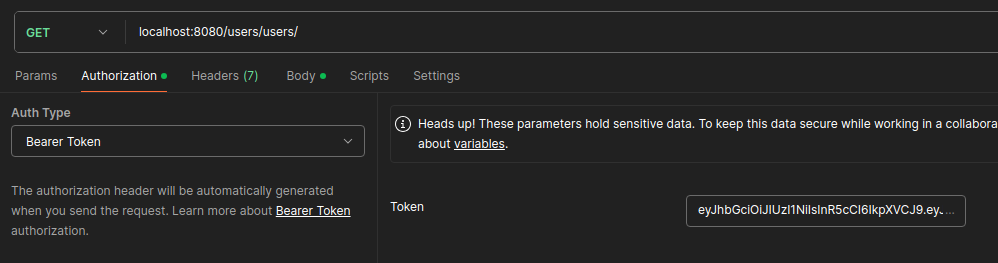 GET localhost:8080/users/users/
Params Authorization Headers (7) Body Scripts Settings
Auth Type
Bearer Token
The authorization header will be automatically generated
when you send the request. Learn more about Bearer Token
authorization.
Heads up! These parameters hold sensitive data. To keep this data secure while working in a collabora
about variables.
Token eyJhbGciOiJIUzI1NiIsInR5cCI6IkpXVCJ9.ey. ...